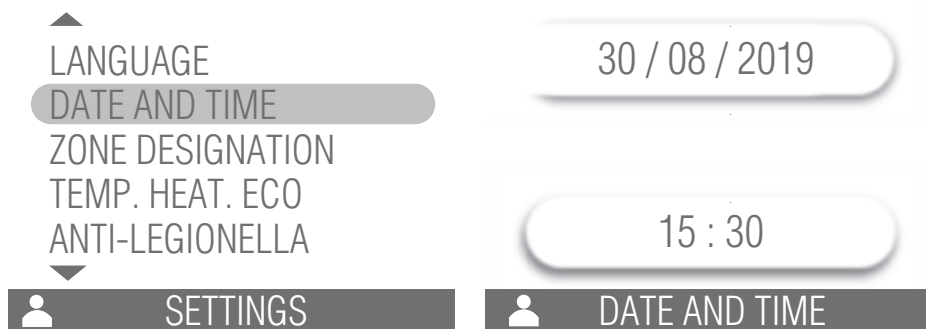 LANGUAGE
DATE AND TIME
ZONE DESIGNATION
TEMP. HEAT. ECO
ANTI-LEGIONELLA
SETTINGS
30 / 08 / 2019
15 : 30
DATE AND TIME